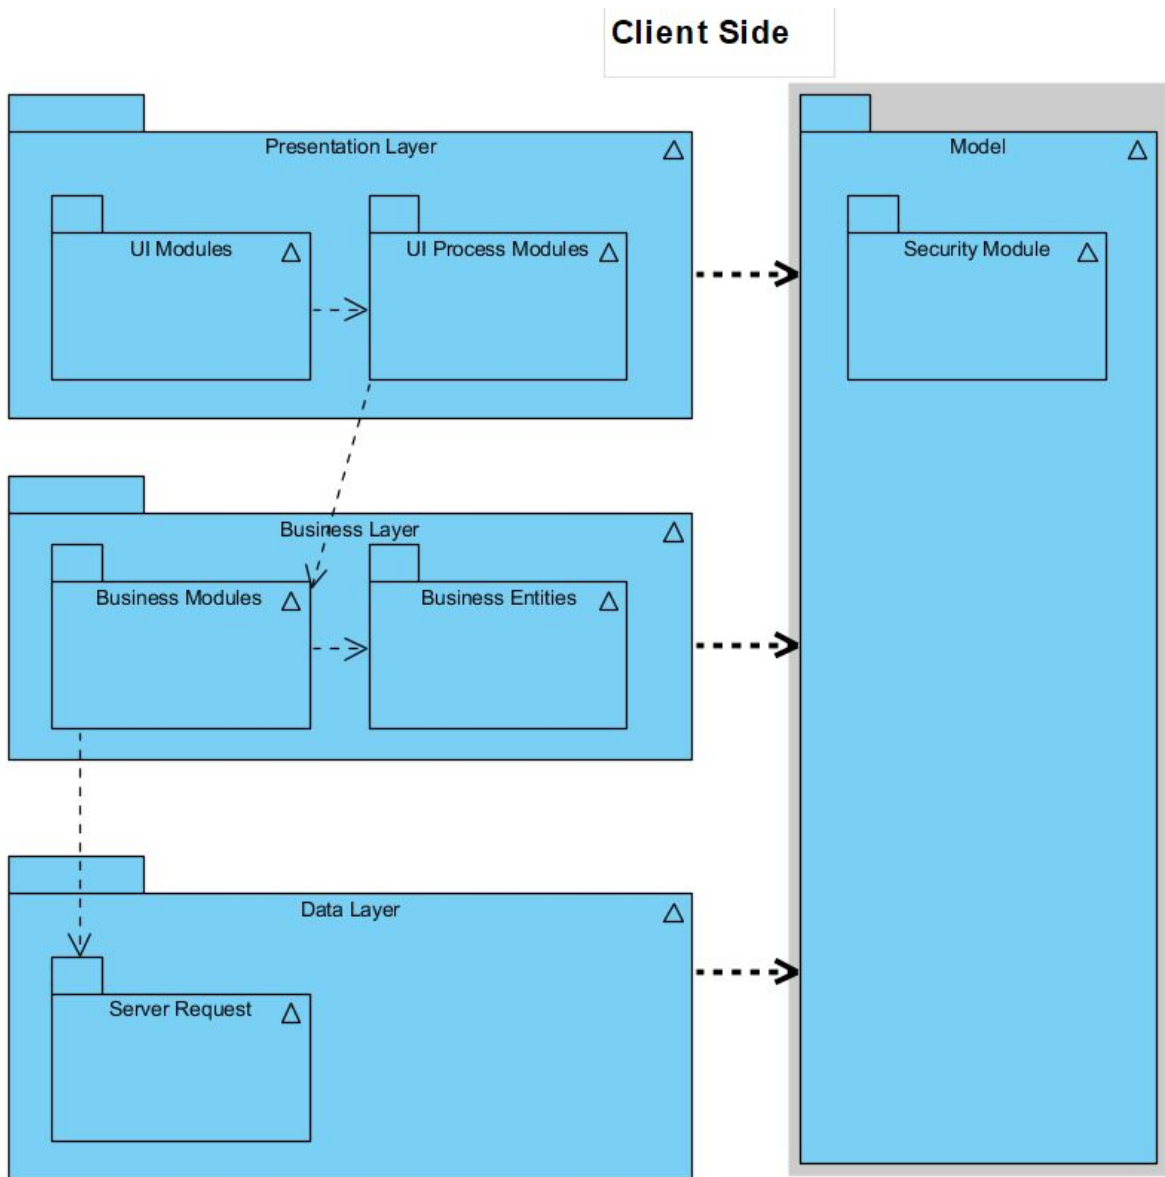 Client Side
Presentation Layer
UI Modules
UI Process Modules
Business Layer
Business Modules
Business Entities
Data Layer
Server Request
Model
Security Module